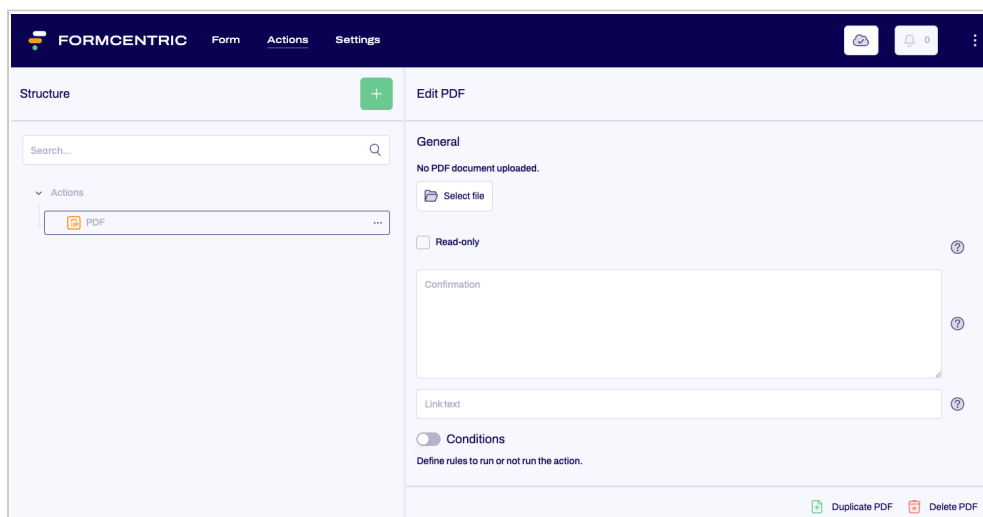 FORMCENTRIC Form Actions Settings 0
Structure
Search...
Actions
PDF
Edit PDF
General
No PDF document uploaded.
Select file
Read-only
Confirmation
Link text
Conditions
Define rules to run or not run the action.
Duplicate PDF Delete PDF